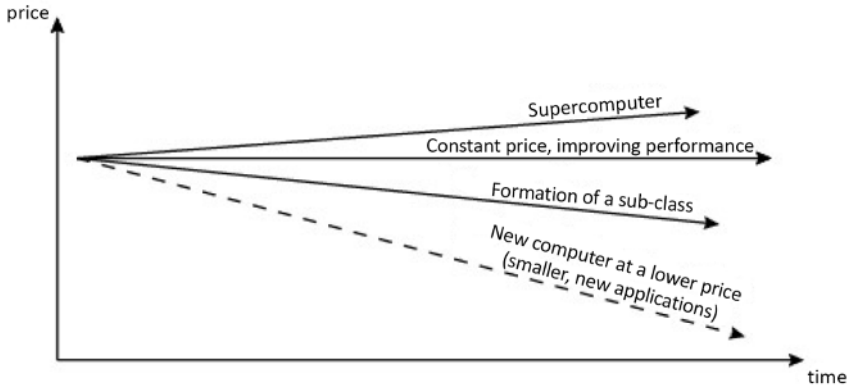 price
Supercomputer
Constant price, improving performance
Formation of a sub-class
New computer at a lower price
(smaller, new applications)
time